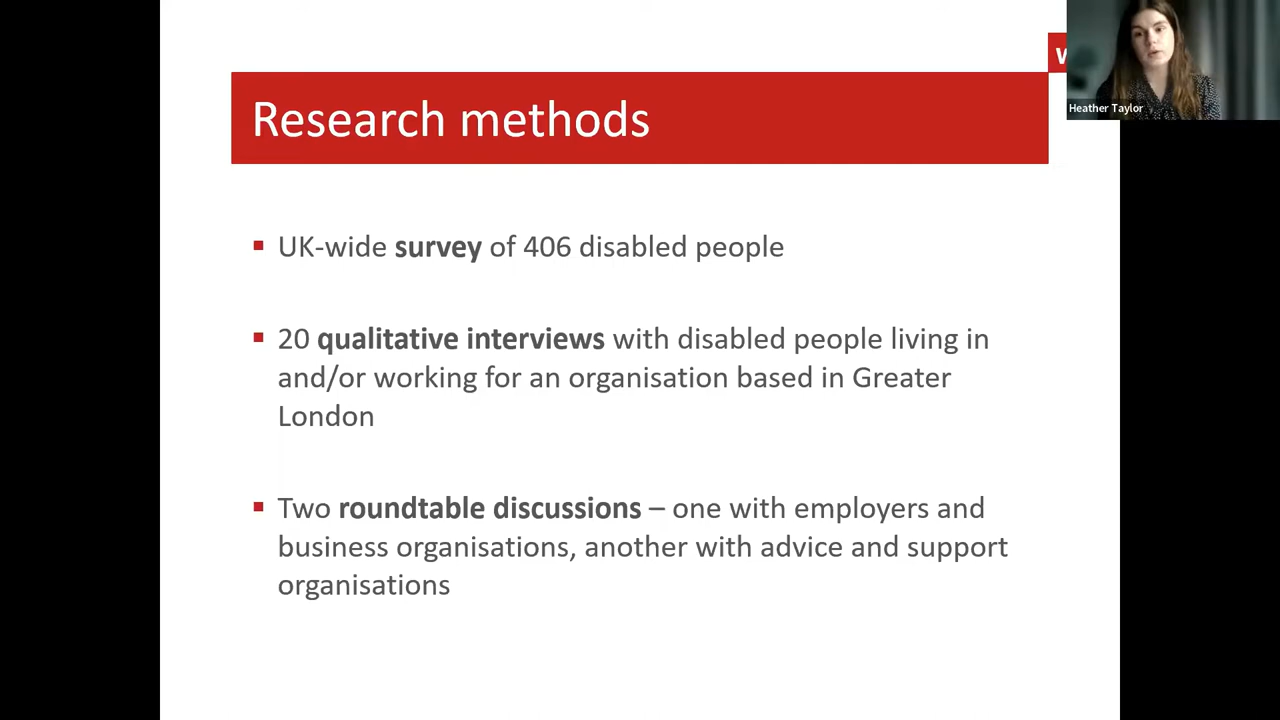 Research methods
Heather Taylor
UK-wide survey of 406 disabled people
20 qualitative interviews with disabled people living in
and/or working for an organisation based in Greater
London
Two roundtable discussions – one with employers and
business organisations, another with advice and support
organisations